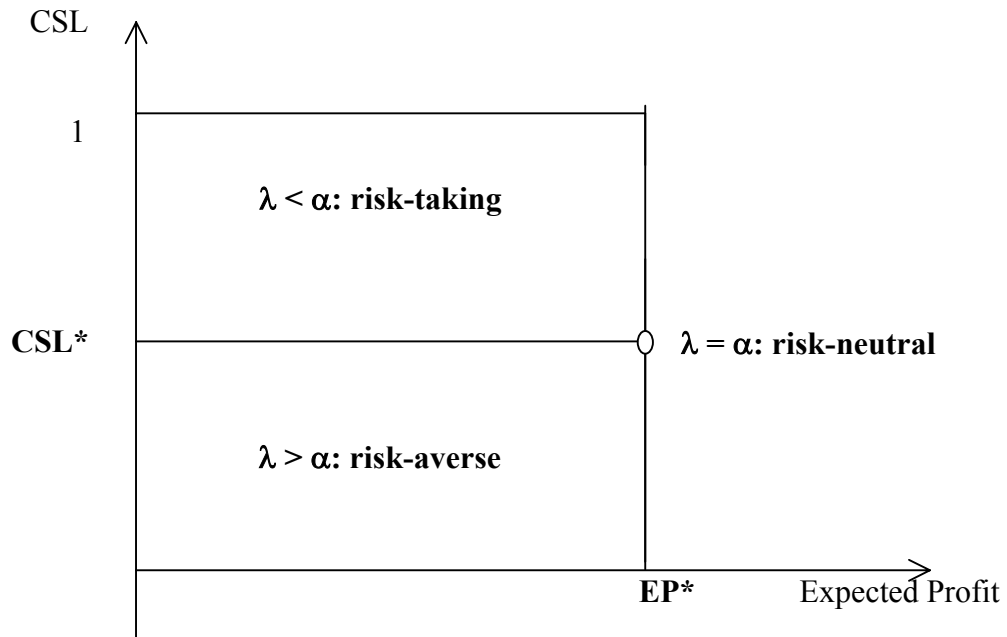 CSL
1
λ < α: risk-taking
CSL*
λ = α: risk-neutral
λ > α: risk-averse
EP*
Expected Profit